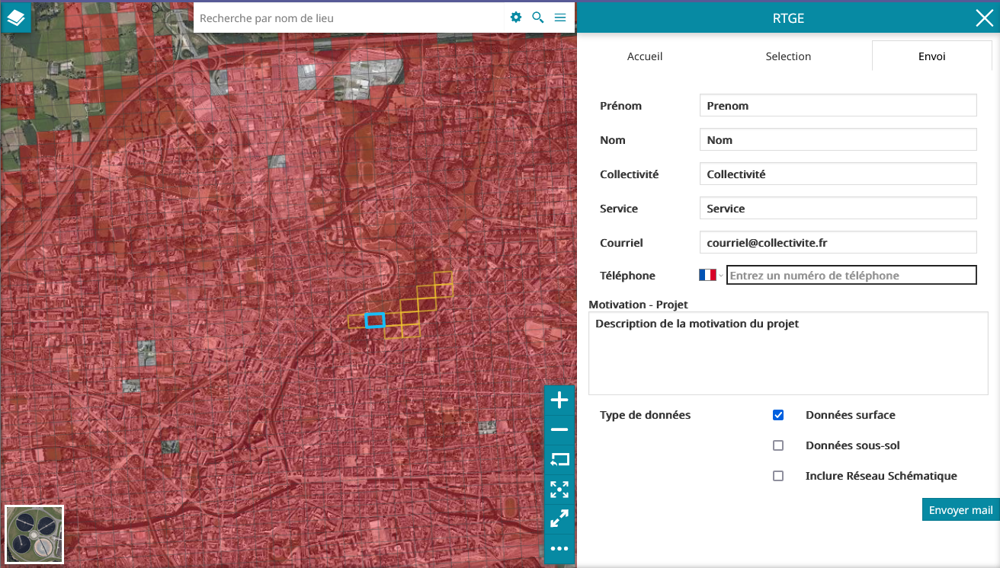 Recherche par nom de lieu
RTGE
Accueil
Selection
Envoi
Prénom
Prenom
Nom
Nom
Collectivité
Collectivité
Service
Service
Courriel
courriel@collectivite.fr
Téléphone
Entrez un numéro de téléphone
Motivation - Projet
Description de la motivation du projet
Type de données
Données surface
Données sous-sol
Inclure Réseau Schématique
Envoyer mail